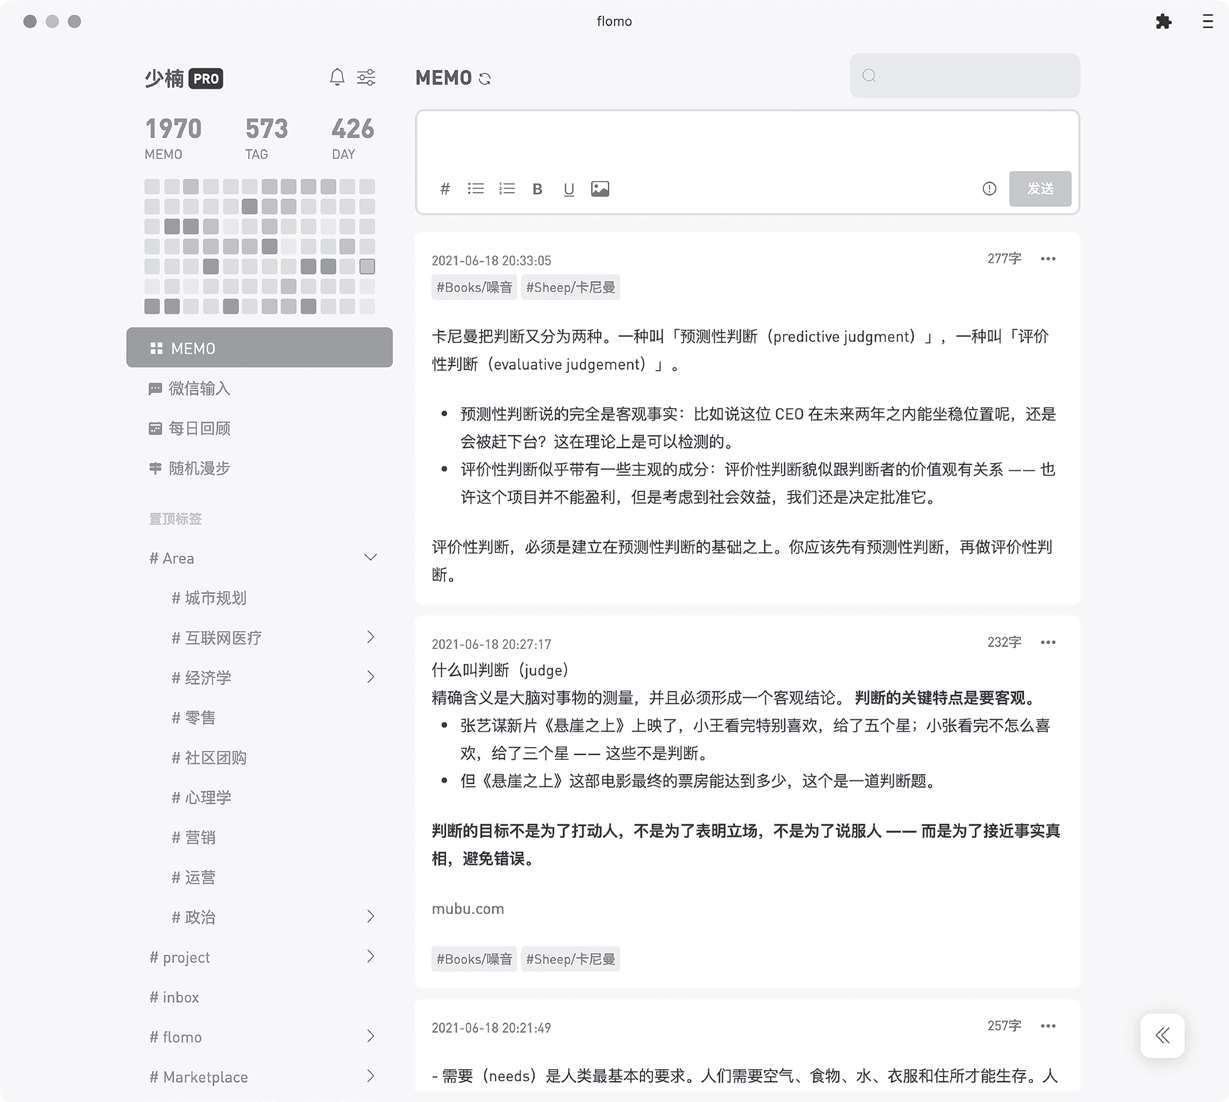 flomo
少楠 PRO
1970 573 426
MEMO TAG DAY
MEMO
微信输入
每日回顾
随机漫步
置顶标签
# Area
# 城市规划
# 互联网医疗
# 经济学
# 零售
# 社区团购
# 心理学
# 营销
# 运营
# 政治
# project
# inbox
# flomo
# Marketplace
MEMO
# B U 发送
2021-06-18 20:33:05 277字
#Books/噪音 #Sheep/卡尼曼
卡尼曼把判断又分为两种。一种叫「预测性判断（predictive judgment）」，一种叫「评价
性判断（evaluative judgement）」。
• 预测性判断说的完全是客观事实：比如说这位 CEO 在未来两年之内能坐稳位置呢，还是
会被赶下台？这在理论上是可以检测的。
• 评价性判断似乎带有一些主观的成分：评价性判断貌似跟判断者的价值观有关系 —— 也
许这个项目并不能盈利，但是考虑到社会效益，我们还是决定批准它。
评价性判断，必须是建立在预测性判断的基础之上。你应该先有预测性判断，再做评价性判
断。
2021-06-18 20:27:17 232字
什么叫判断（judge）
精确含义是大脑对事物的测量，并且必须形成一个客观结论。 判断的关键特点是要客观。
• 张艺谋新片《悬崖之上》上映了，小王看完特别喜欢，给了五个星；小张看完不怎么喜
欢，给了三个星 —— 这些不是判断。
• 但《悬崖之上》这部电影最终的票房能达到多少，这个是一道判断题。
判断的目标不是为了打动人，不是为了表明立场，不是为了说服人 —— 而是为了接近事实真
相，避免错误。
mubu.com
#Books/噪音 #Sheep/卡尼曼
2021-06-18 20:21:49 257字
- 需要（needs）是人类最基本的要求。人们需要空气、食物、水、衣服和住所才能生存。人